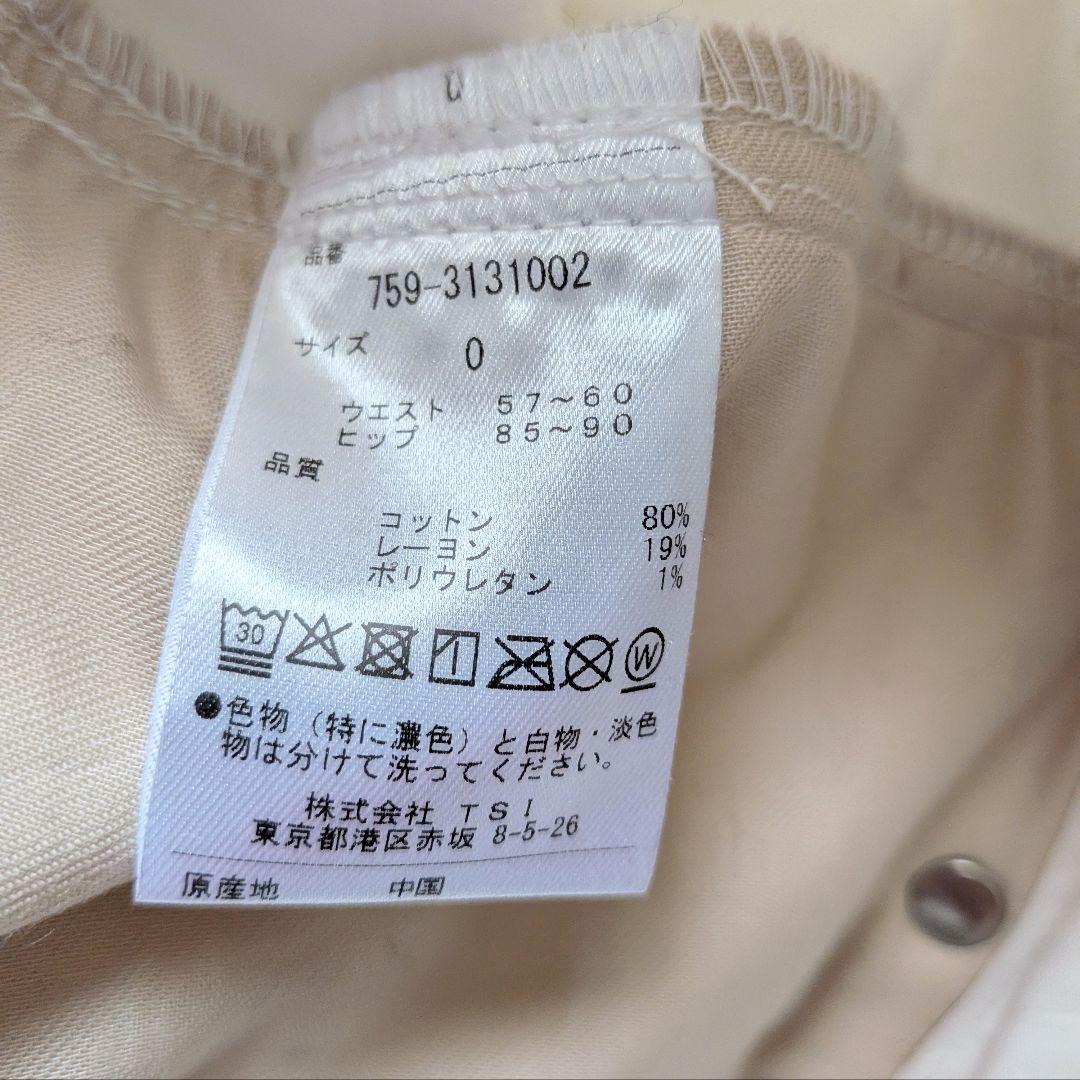 品番
759-3131002
サイズ 0
ウエスト 57〜60
ヒップ 85〜90
品質
コットン 80%
レーヨン 19%
ポリウレタン 1%
30
W
●色物（特に濃色）と白物・淡色
物は分けて洗ってください。
株式会社 TSI
東京都港区赤坂 8-5-26
原産地 中国